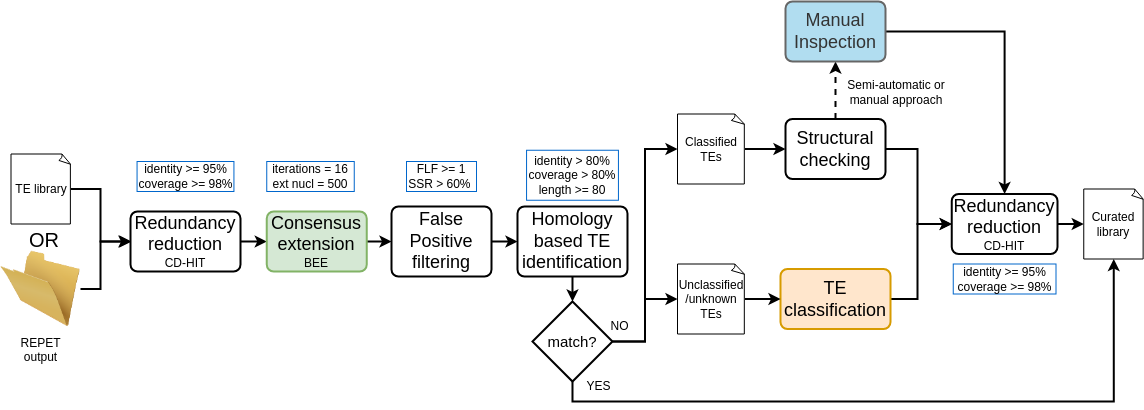 TE library
OR
REPET
output
identity >= 95%
coverage >= 98%
Redundancy
reduction
CD-HIT
iterations = 16
ext nucl = 500
Consensus
extension
BEE
FLF >= 1
SSR > 60%
False
Positive
filtering
identity > 80%
coverage > 80%
length >= 80
Homology
based TE
identification
match?
NO
YES
Classified
TEs
Unclassified
/unknown
TEs
Manual
Inspection
Semi-automatic or
manual approach
Structural
checking
TE
classification
Redundancy
reduction
CD-HIT
identity >= 95%
coverage >= 98%
Curated
library